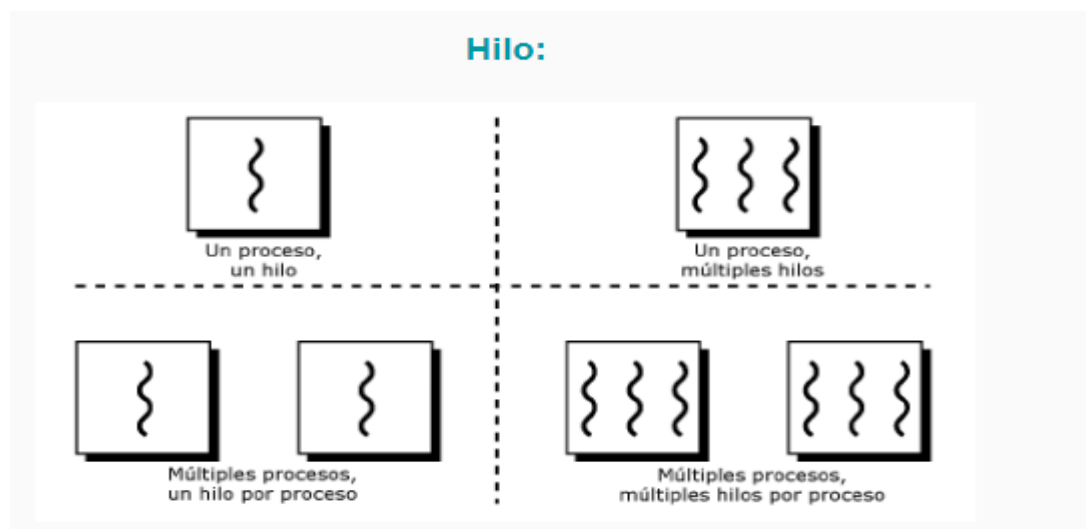 Hilo:
Un proceso,
un hilo
Un proceso,
múltiples hilos
Múltiples procesos,
un hilo por proceso
Múltiples procesos,
múltiples hilos por proceso